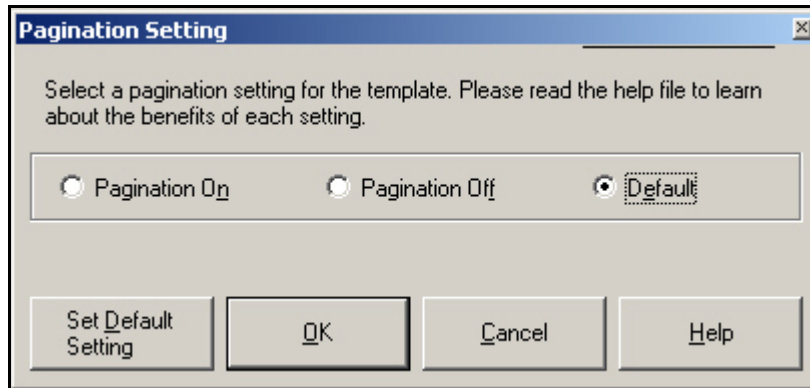 Pagination Setting
Select a pagination setting for the template. Please read the help file to learn
about the benefits of each setting.
Pagination On Pagination Off Default
Set Default
Setting
OK Cancel Help